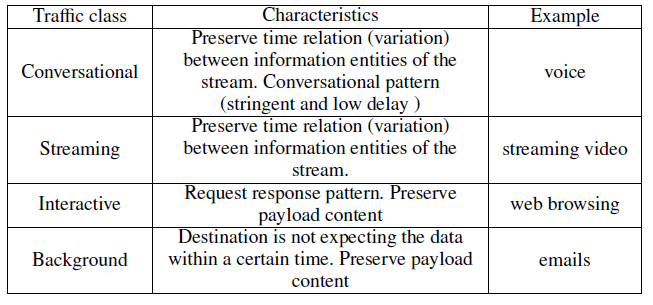 Traffic class Characteristics Example
Conversational
Preserve time relation (variation)
between information entities of the
stream. Conversational pattern
(stringent and low delay )
voice
Streaming
Preserve time relation (variation)
between information entities of the
stream.
streaming video
Interactive
Request response pattern. Preserve
payload content
web browsing
Background
Destination is not expecting the data
within a certain time. Preserve payload
content
emails